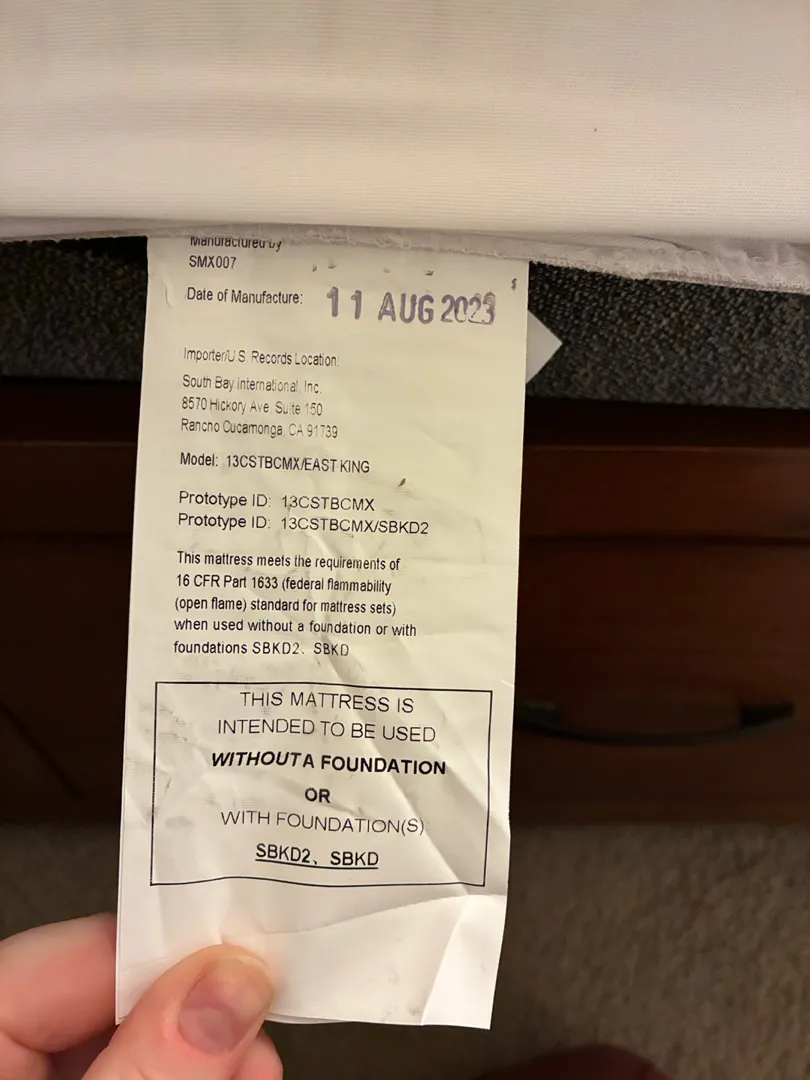 Manufactured by
SMX007
Date of Manufacture: 11 AUG 2023
Importer/U.S. Records Location:
South Bay international, Inc.
8570 Hickory Ave. Suite 150
Rancho Cucamonga, CA 91739
Model: 13CSTBCMX/EAST KING
Prototype ID: 13CSTBCMX
Prototype ID: 13CSTBCMX/SBKD2
This mattress meets the requirements of
16 CFR Part 1633 (federal flammability
(open flame) standard for mattress sets)
when used without a foundation or with
foundations SBKD2、SBKD
THIS MATTRESS IS
INTENDED TO BE USED
WITHOUT A FOUNDATION
OR
WITH FOUNDATION(S)
SBKD2、SBKD